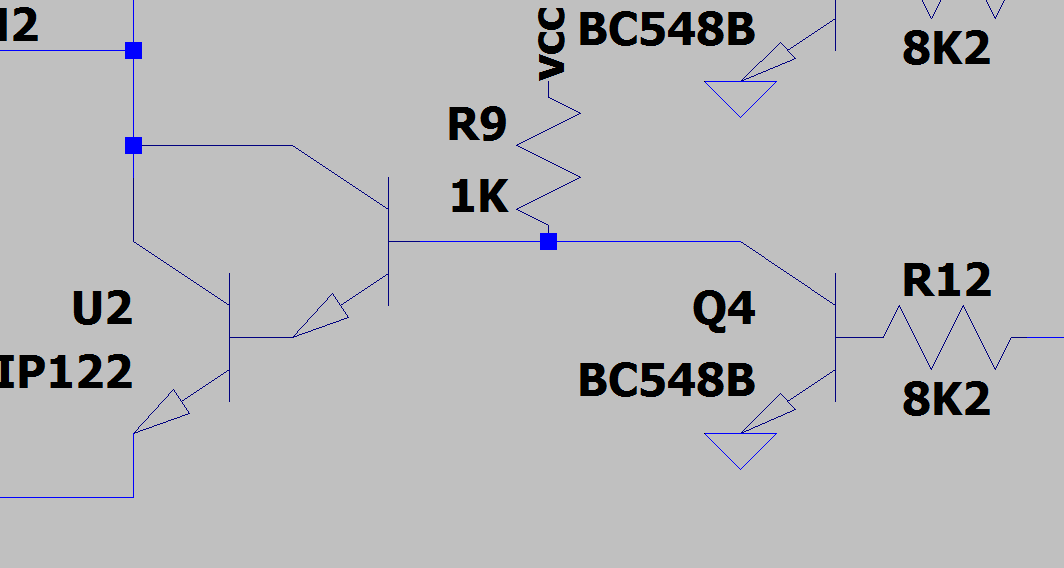 VCC
BC548B
8K2
R9
1K
R12
U2
Q4
IP122
BC548B
8K2